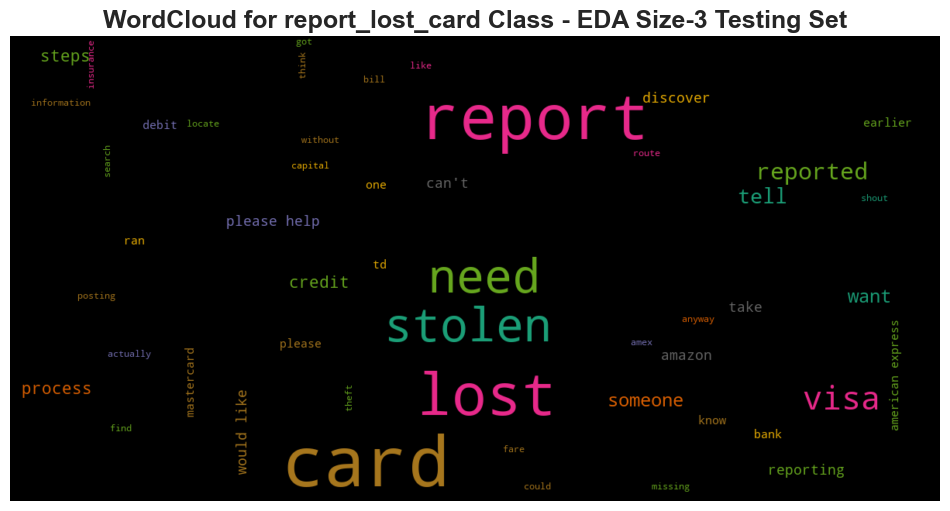 WordCloud for report_lost_card Class - EDA Size-3 Testing Set
got
insurance
steps
think
like
bill
information
discover
report
debit
locate
earlier
without
search
route
capital
reported
one
can't
tell
shout
please help
ran
td
need
credit
posting
want
take
anyway
stolen
american express
please
amex
actually
amazon
mastercard
process
theft
lost
visa
someone
would like
know
find
bank
card
fare
reporting
could
missing